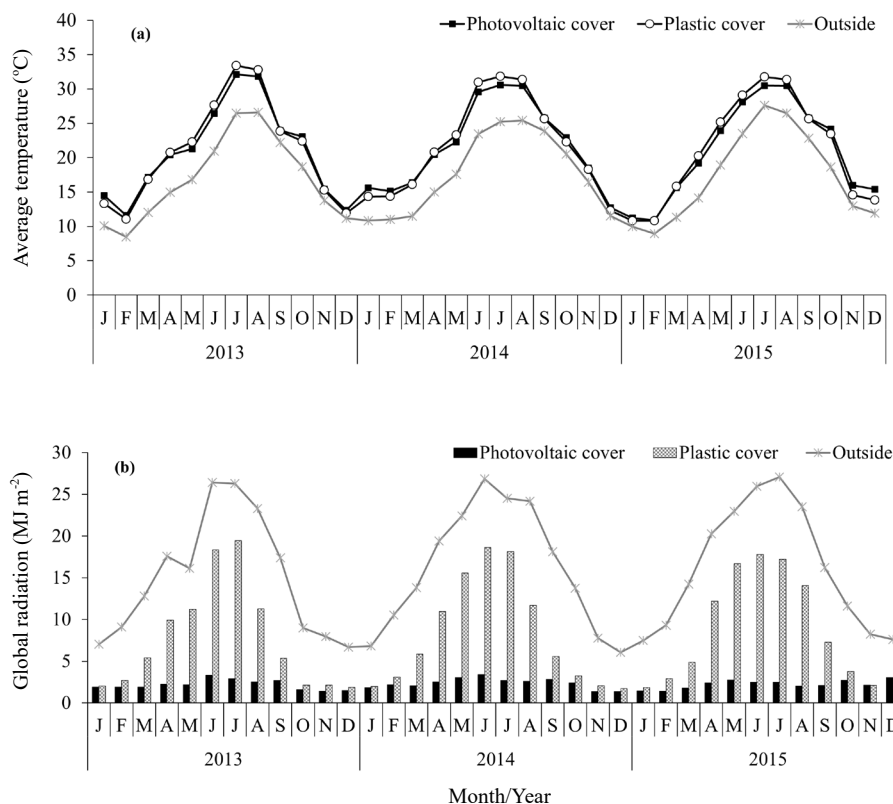 (a)
Photovoltaic cover Plastic cover Outside
Average temperature (ºC)
40
35
30
25
20
15
10
5
0
J F M A M J J A S O N D J F M A M J J A S O N D J F M A M J J A S O N D
2013 2014 2015
(b)
Photovoltaic cover Plastic cover Outside
Global radiation (MJ m-2)
30
25
20
15
10
5
0
J F M A M J J A S O N D J F M A M J J A S O N D J F M A M J J A S O N D
2013 2014 2015
Month/Year